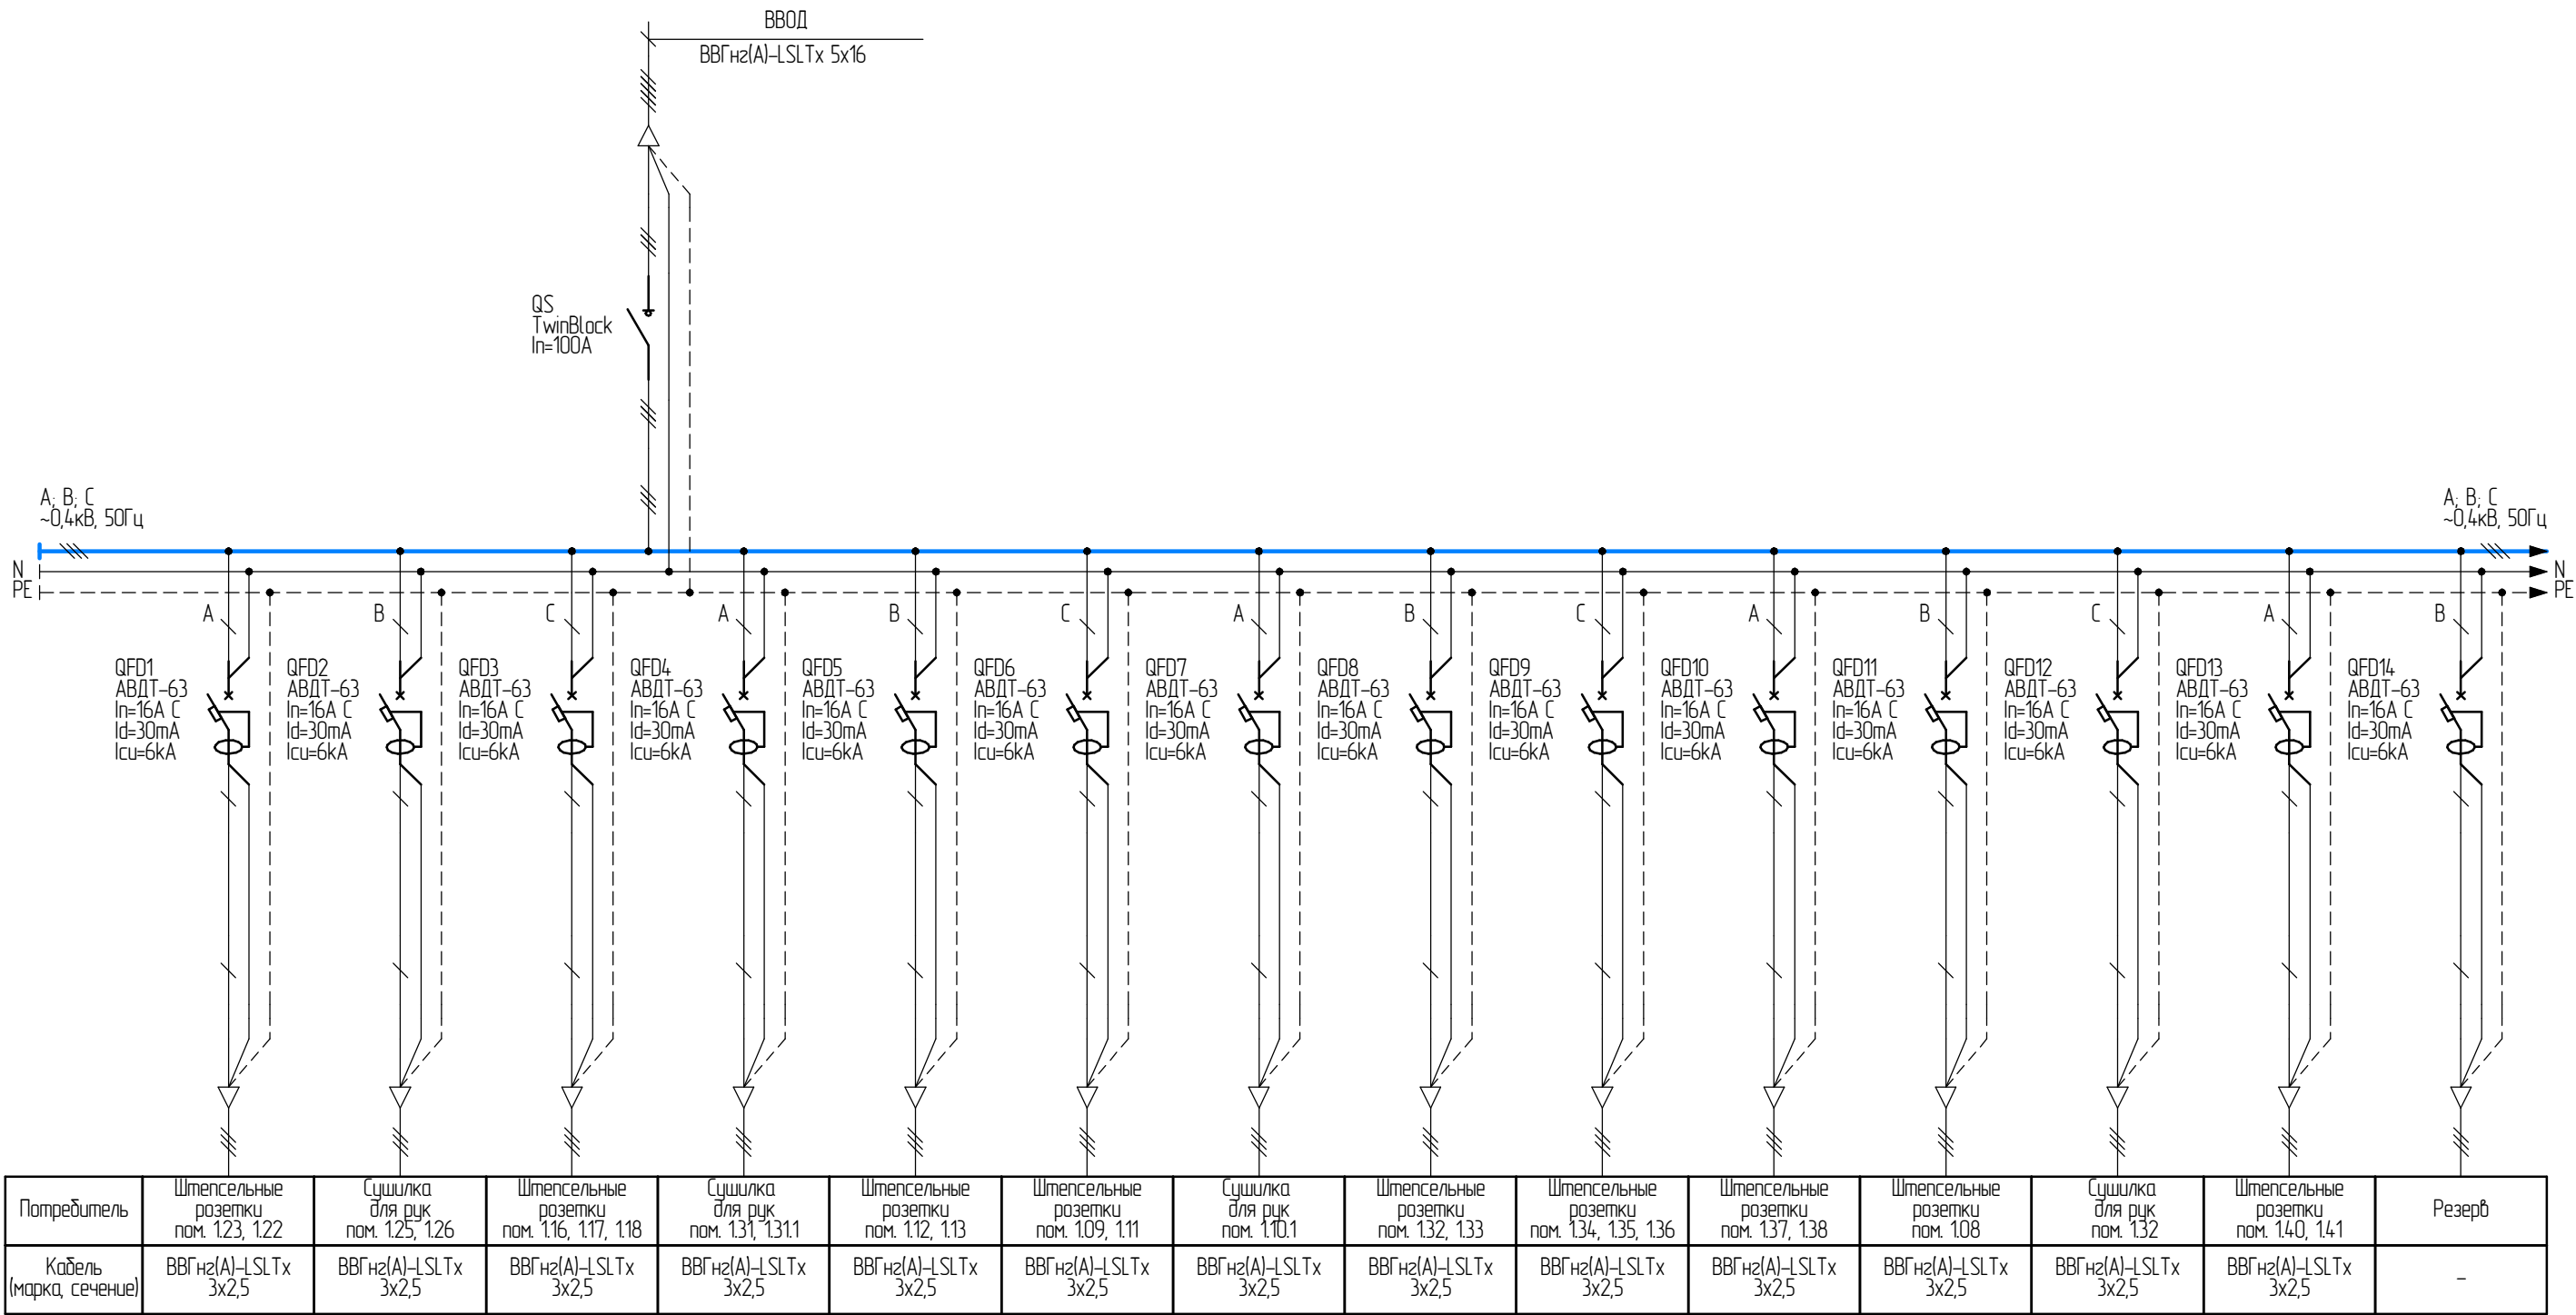 ВВОД
ВВГнг(А)-LSLTx 5x16
QS
TwinBlock
In=100A
A; B; C
~0,4кВ, 50Гц
A; B; C
~0,4кВ, 50Гц
N
PE
N
PE
A
B
C
A
B
C
A
B
C
A
B
C
A
B
QFD1
АВДТ-63
In=16A C
Id=30mA
Icu=6kA
QFD2
АВДТ-63
In=16A C
Id=30mA
Icu=6kA
QFD3
АВДТ-63
In=16A C
Id=30mA
Icu=6kA
QFD4
АВДТ-63
In=16A C
Id=30mA
Icu=6kA
QFD5
АВДТ-63
In=16A C
Id=30mA
Icu=6kA
QFD6
АВДТ-63
In=16A C
Id=30mA
Icu=6kA
QFD7
АВДТ-63
In=16A C
Id=30mA
Icu=6kA
QFD8
АВДТ-63
In=16A C
Id=30mA
Icu=6kA
QFD9
АВДТ-63
In=16A C
Id=30mA
Icu=6kA
QFD10
АВДТ-63
In=16A C
Id=30mA
Icu=6kA
QFD11
АВДТ-63
In=16A C
Id=30mA
Icu=6kA
QFD12
АВДТ-63
In=16A C
Id=30mA
Icu=6kA
QFD13
АВДТ-63
In=16A C
Id=30mA
Icu=6kA
QFD14
АВДТ-63
In=16A C
Id=30mA
Icu=6kA
Потребитель
Штепсельные
розетки
пом. 1.23, 1.22
Сушилка
для рук
пом. 1.25, 1.26
Штепсельные
розетки
пом. 1.16, 1.17, 1.18
Сушилка
для рук
пом. 1.31, 1.31.1
Штепсельные
розетки
пом. 1.12, 1.13
Штепсельные
розетки
пом. 1.09, 1.11
Сушилка
для рук
пом. 1.10.1
Штепсельные
розетки
пом. 1.32, 1.33
Штепсельные
розетки
пом. 1.34, 1.35, 1.36
Штепсельные
розетки
пом. 1.37, 1.38
Штепсельные
розетки
пом. 1.08
Сушилка
для рук
пом. 1.32
Штепсельные
розетки
пом. 1.40, 1.41
Резерв
Кабель
(марка, сечение)
ВВГнг(А)-LSLTx
3x2,5
ВВГнг(А)-LSLTx
3x2,5
ВВГнг(А)-LSLTx
3x2,5
ВВГнг(А)-LSLTx
3x2,5
ВВГнг(А)-LSLTx
3x2,5
ВВГнг(А)-LSLTx
3x2,5
ВВГнг(А)-LSLTx
3x2,5
ВВГнг(А)-LSLTx
3x2,5
ВВГнг(А)-LSLTx
3x2,5
ВВГнг(А)-LSLTx
3x2,5
ВВГнг(А)-LSLTx
3x2,5
ВВГнг(А)-LSLTx
3x2,5
ВВГнг(А)-LSLTx
3x2,5
-